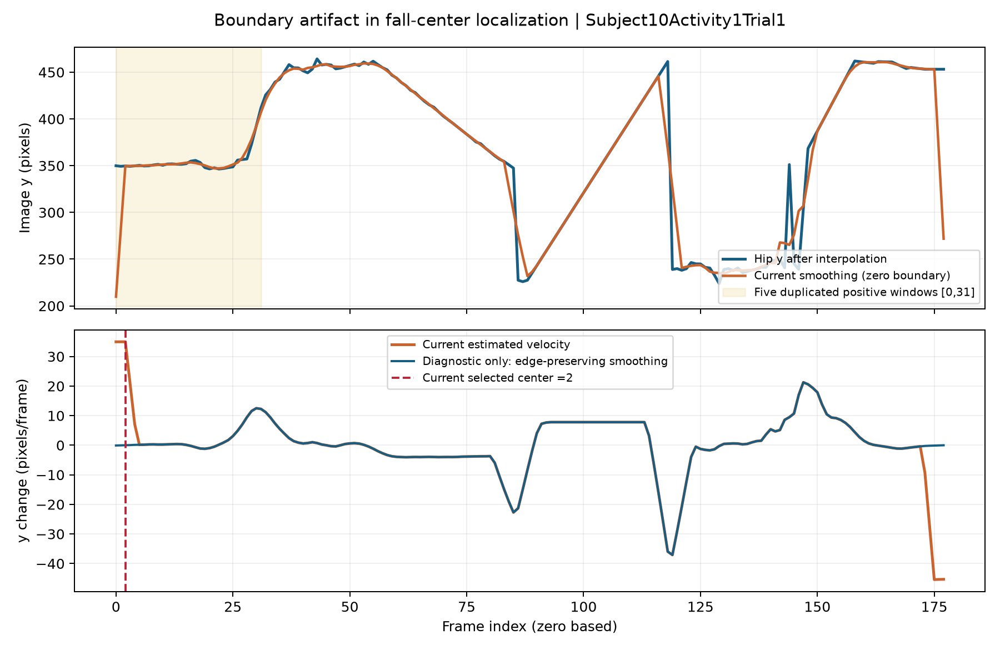 Boundary artifact in fall-center localization | Subject10Activity1Trial1
Image y (pixels)
450
400
350
300
250
200
Hip y after interpolation
Current smoothing (zero boundary)
Five duplicated positive windows [0,31]
y change (pixels/frame)
30
20
10
0
−10
−20
−30
−40
Current estimated velocity
Diagnostic only: edge-preserving smoothing
Current selected center =2
0 25 50 75 100 125 150 175
Frame index (zero based)